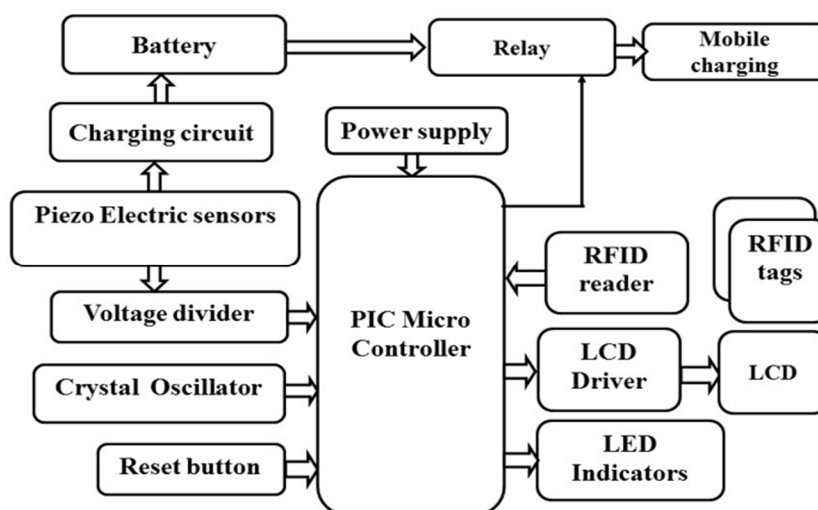 Battery
Relay
Mobile
charging
Charging circuit
Power supply
Piezo Electric sensors
RFID
reader
RFID
tags
Voltage divider
PIC Micro
Controller
LCD
Driver
LCD
Crystal Oscillator
Reset button
LED
Indicators